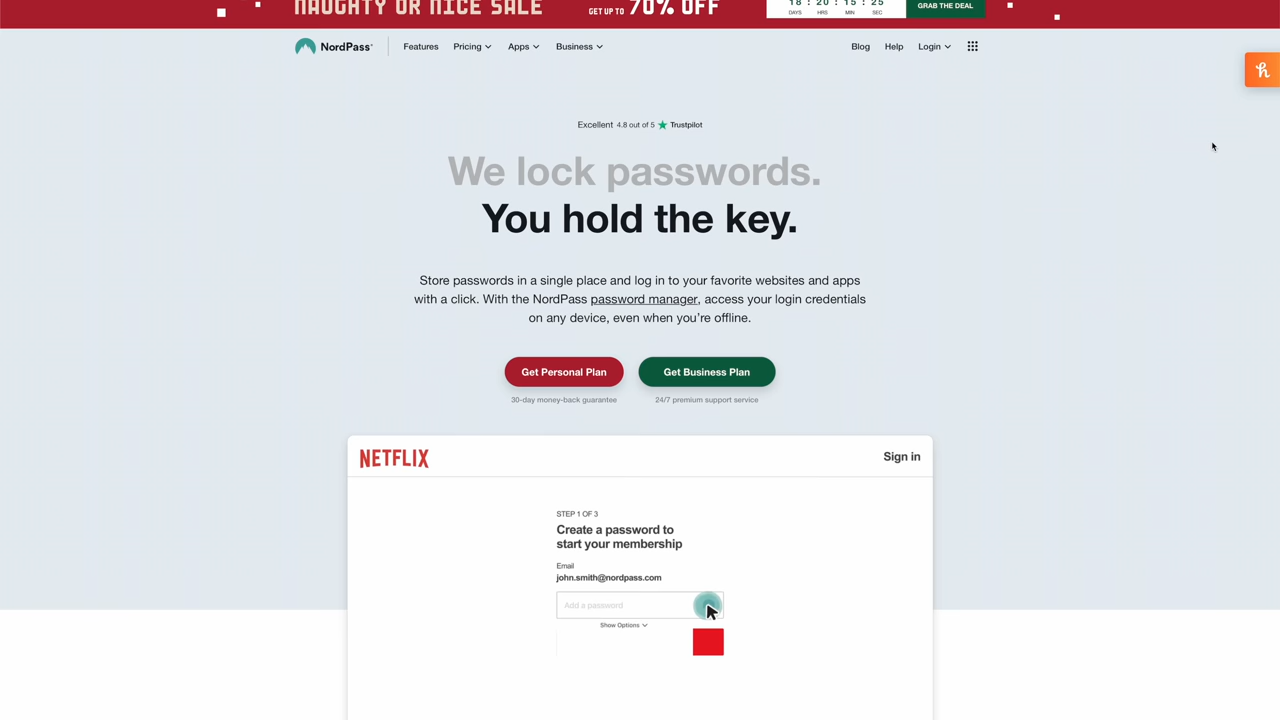 NAUGHTY OR NICE SALE
GET UP TO 70% OFF
18 : 20 : 15 : 25
DAYS HRS MIN SEC
GRAB THE DEAL
NordPass
Features
Pricing
Apps
Business
Blog
Help
Login
Excellent 4.8 out of 5 Trustpilot
We lock passwords.
You hold the key.
Store passwords in a single place and log in to your favorite websites and apps
with a click. With the NordPass password manager, access your login credentials
on any device, even when you’re offline.
Get Personal Plan
Get Business Plan
30-day money-back guarantee
24/7 premium support service
NETFLIX
Sign in
STEP 1 OF 3
Create a password to
start your membership
Email
john.smith@nordpass.com
Add a password
Show Options